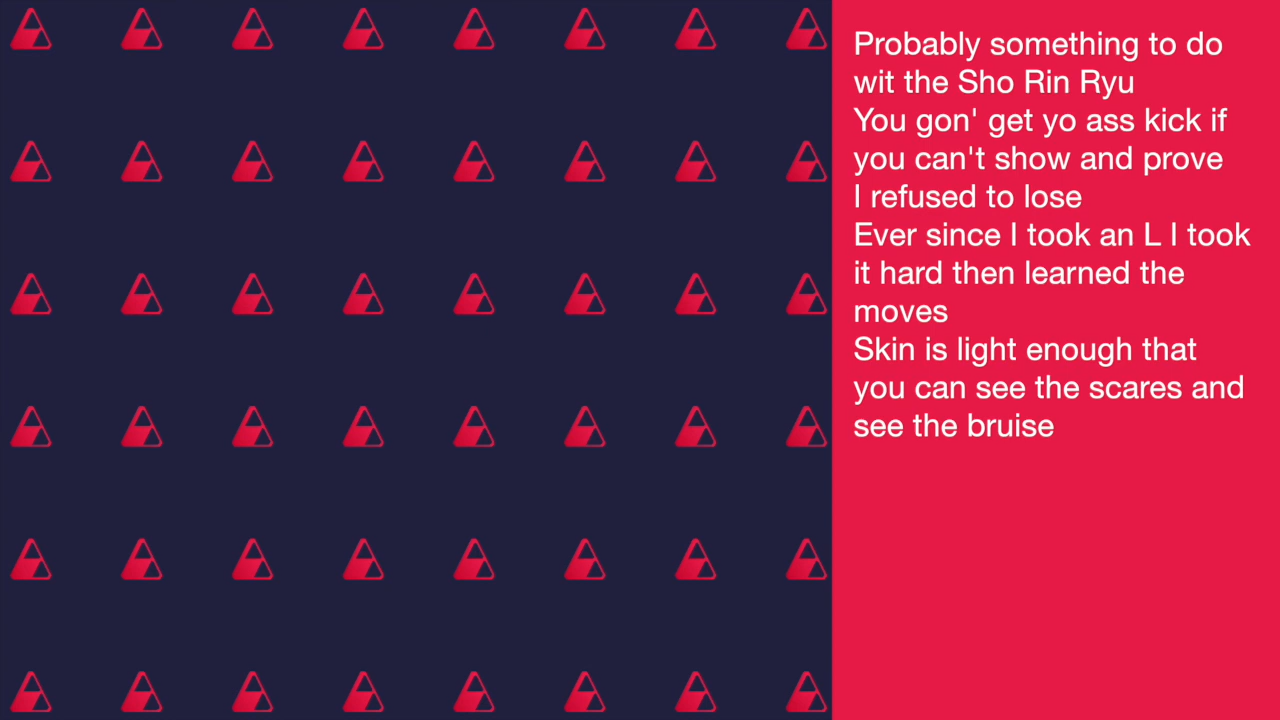 Probably something to do
wit the Sho Rin Ryu
You gon' get yo ass kick if
you can't show and prove
I refused to lose
Ever since I took an L I took
it hard then learned the
moves
Skin is light enough that
you can see the scares and
see the bruise